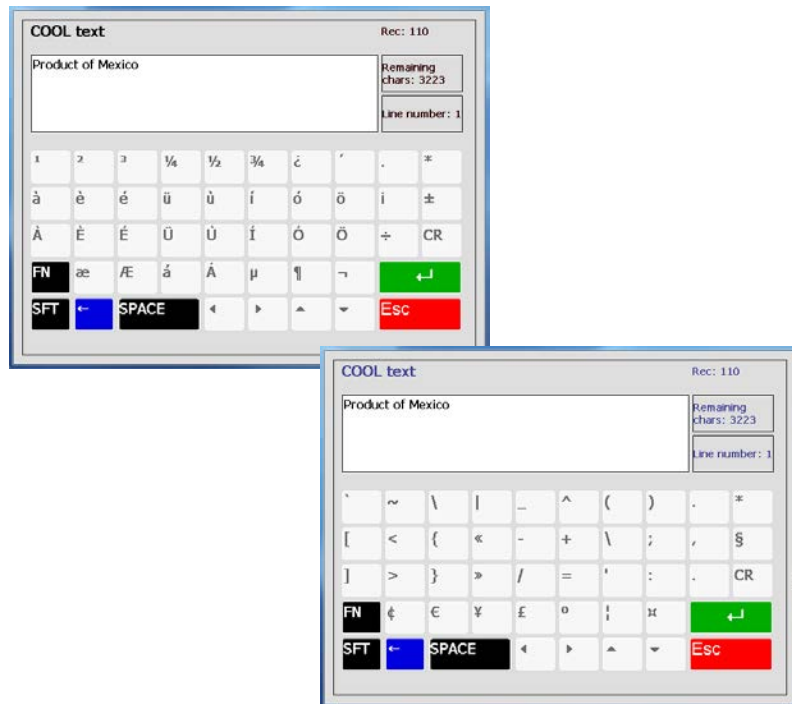 COOL text Rec: 110
Product of Mexico
Remaining
chars: 3223
Line number: 1
1 2 3 ¼ ½ ¾ ¿ ´ . *
à è é ü ù í ó ö i ±
À È É Ü Ù Í Ó Ö ÷ CR
FN æ Æ á Á µ ¶ ¬
SFT ← SPACE Esc
COOL text Rec: 110
Product of Mexico
Remaining
chars: 3223
Line number: 1
` ~ \ | _ ^ ( ) . *
[ < { « - + \ ; , §
] > } » / = ' : . CR
FN ¢ € ¥ £ º ¦ ¤
SFT ← SPACE Esc